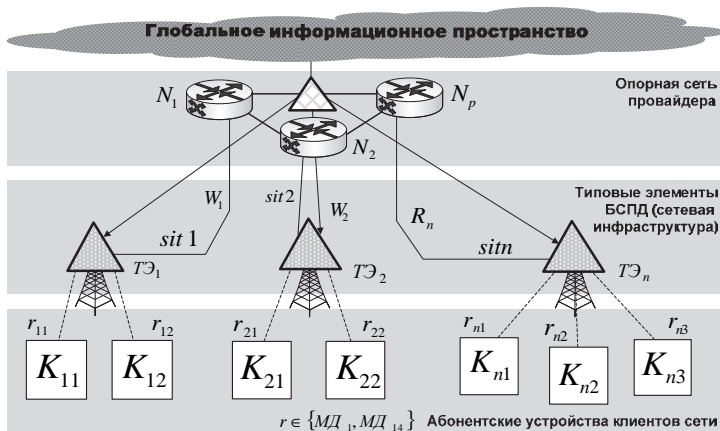 Глобальное информационное пространство
Опорная сеть
провайдера
N₁
Nₚ
N₂
Типовые элементы
БСПД (сетевая
инфраструктура)
W₁
sit 2
W₂
Rₙ
sit 1
sitn
ТЭ₁
ТЭ₂
ТЭₙ
r₁₁
r₁₂
r₂₁
r₂₂
rₙ₁
rₙ₂
rₙ₃
K₁₁
K₁₂
K₂₁
K₂₂
Kₙ₁
Kₙ₂
Kₙ₃
r ∈ {МД_1, МД_14}
Абонентские устройства клиентов сети